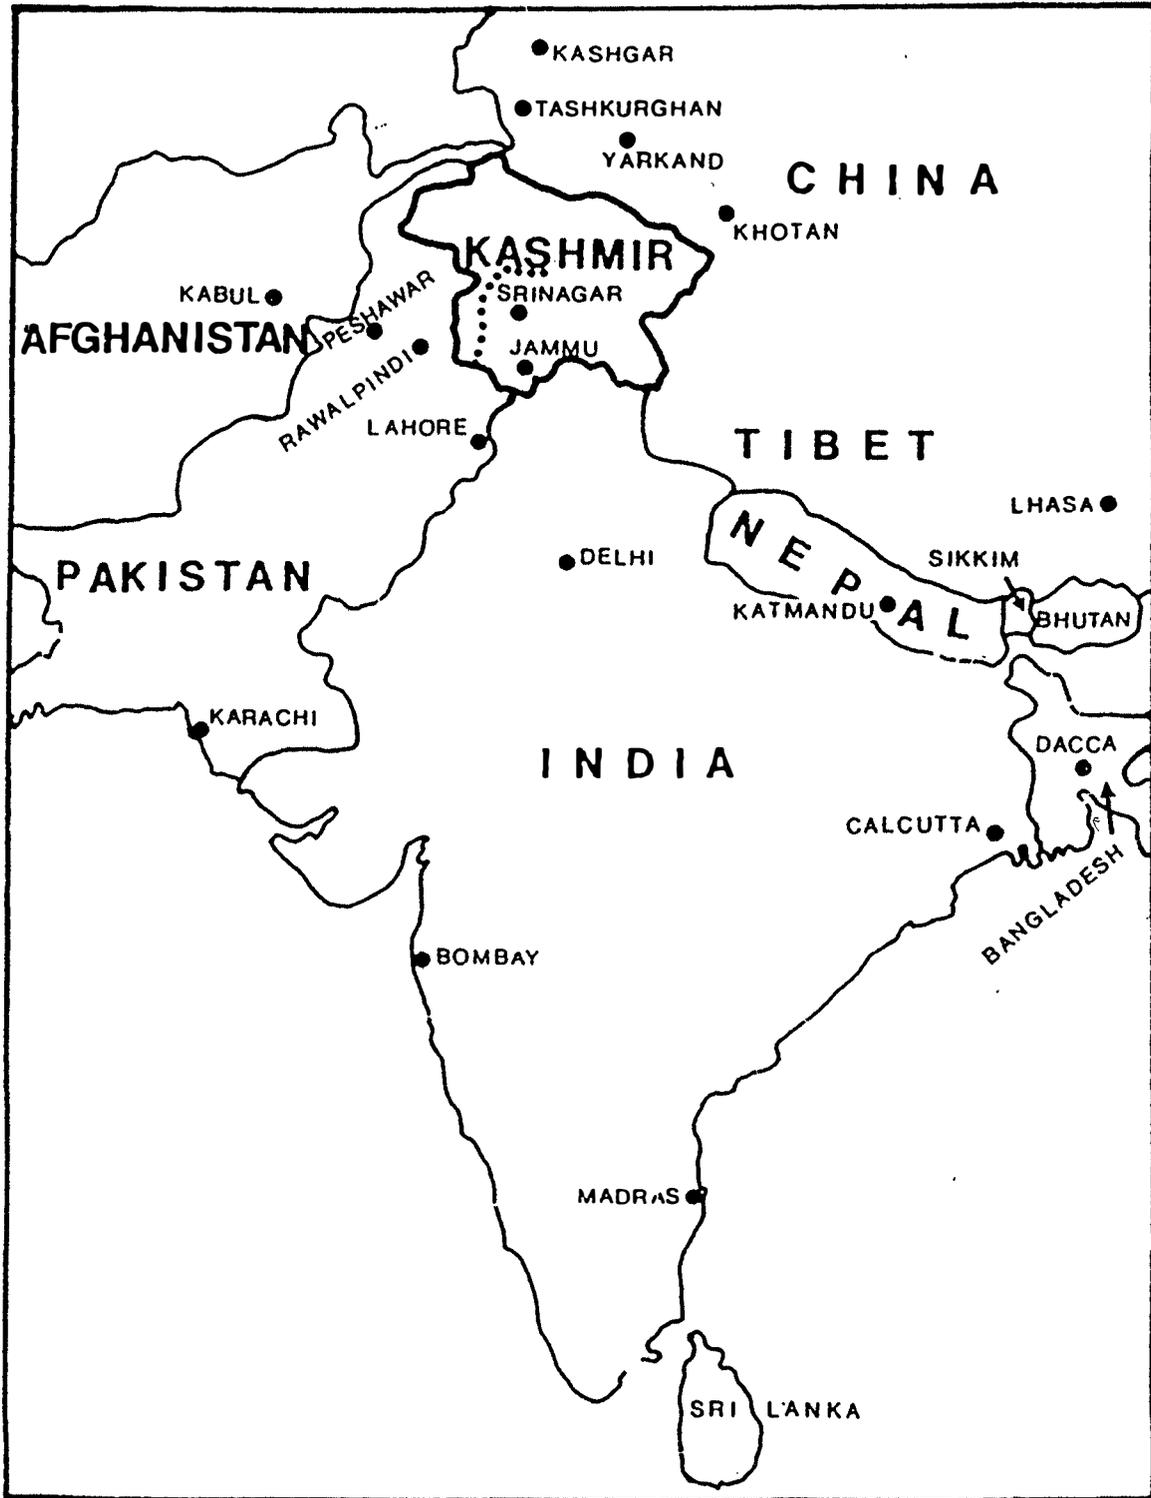 KASHGAR
TASHKURGHAN
YARKAND
CHINA
KHOTAN
KASHMIR
KABUL
SRINAGAR
PESHAWAR
AFGHANISTAN
JAMMU
RAWALPINDI
LAHORE
TIBET
LHASA
NEPAL
DELHI
SIKKIM
PAKISTAN
KATMANDU
BHUTAN
KARACHI
DACCA
INDIA
CALCUTTA
BANGLADESH
BOMBAY
MADRAS
SRI LANKA